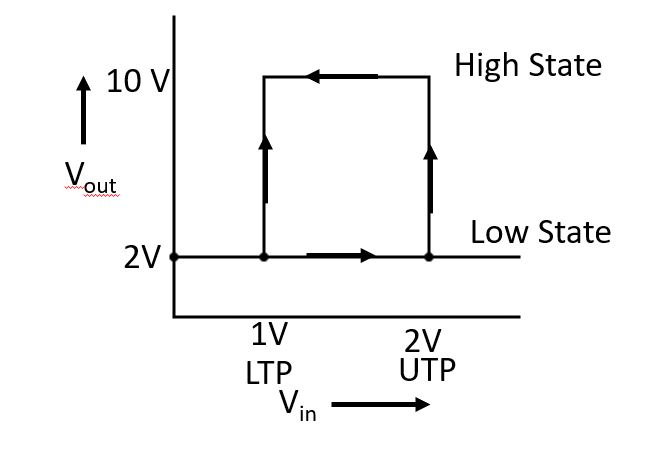 High State
10 V
Vout
Low State
2V
1V
2V
LTP
UTP
Vin